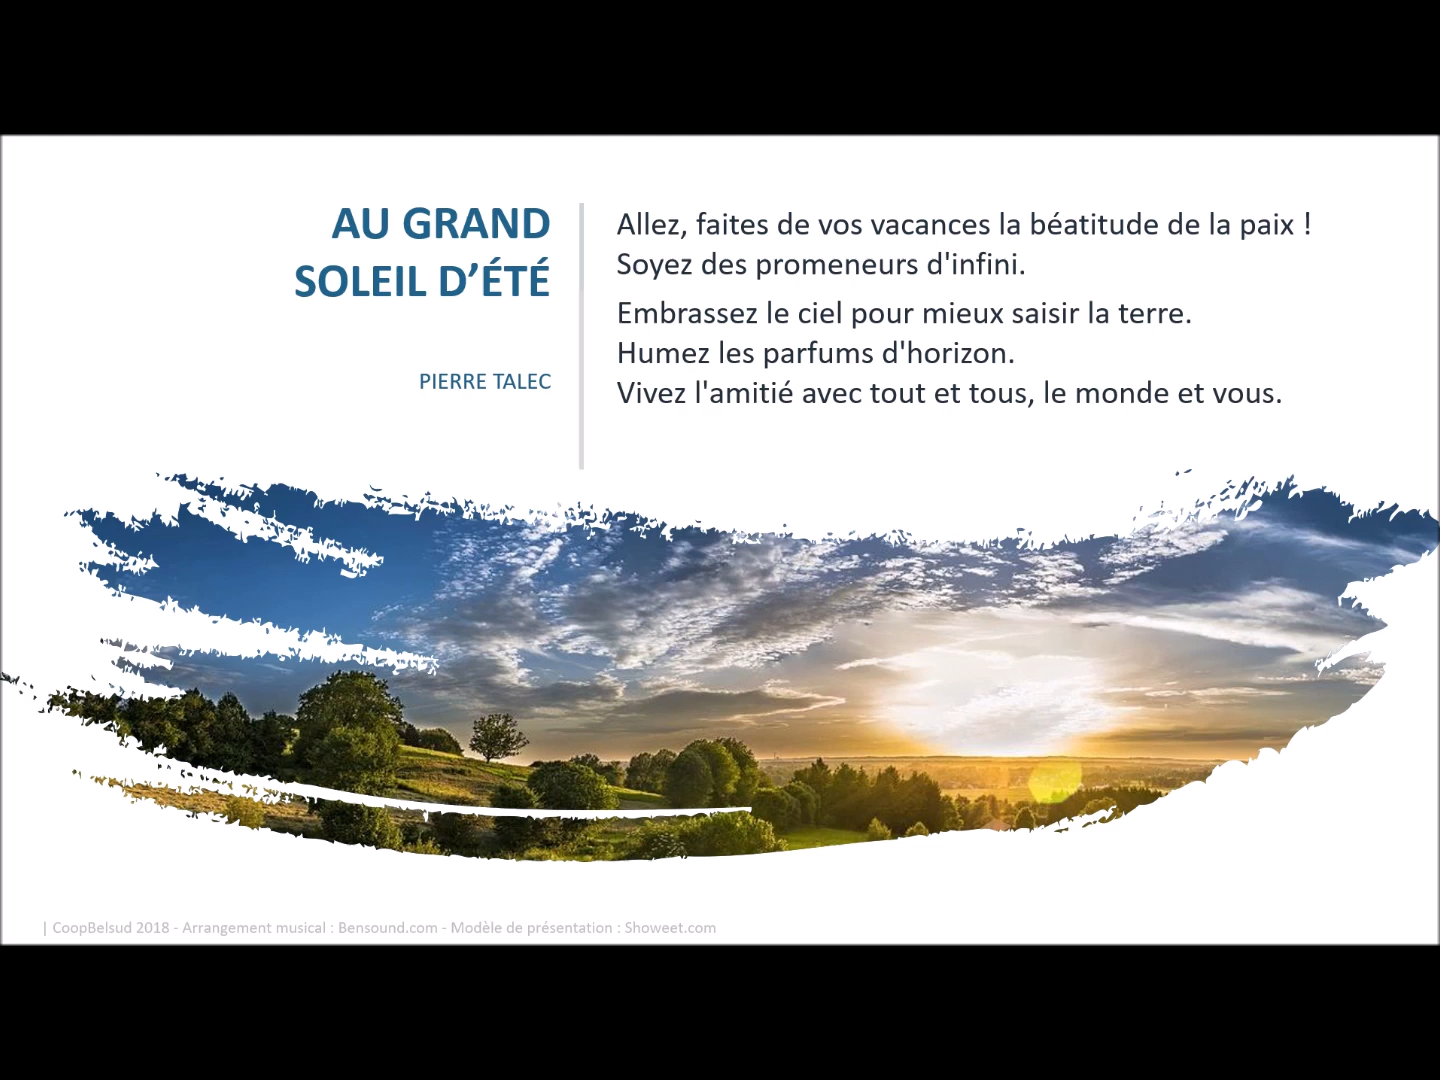 AU GRAND
SOLEIL D’ÉTÉ
PIERRE TALEC
Allez, faites de vos vacances la béatitude de la paix !
Soyez des promeneurs d'infini.
Embrassez le ciel pour mieux saisir la terre.
Humez les parfums d'horizon.
Vivez l'amitié avec tout et tous, le monde et vous.
| CoopBelsud 2018 - Arrangement musical : Bensound.com - Modèle de présentation : Showeet.com